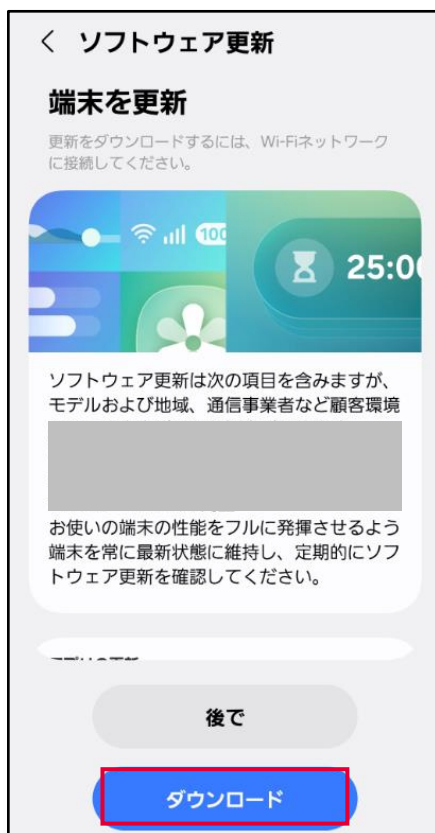 ソフトウェア更新
端末を更新
更新をダウンロードするには、Wi-Fiネットワーク
に接続してください。
100
25:00
ソフトウェア更新は次の項目を含みますが、
モデルおよび地域、通信事業者など顧客環境
お使いの端末の性能をフルに発揮させるよう
端末を常に最新状態に維持し、定期的にソフ
トウェア更新を確認してください。
後で
ダウンロード